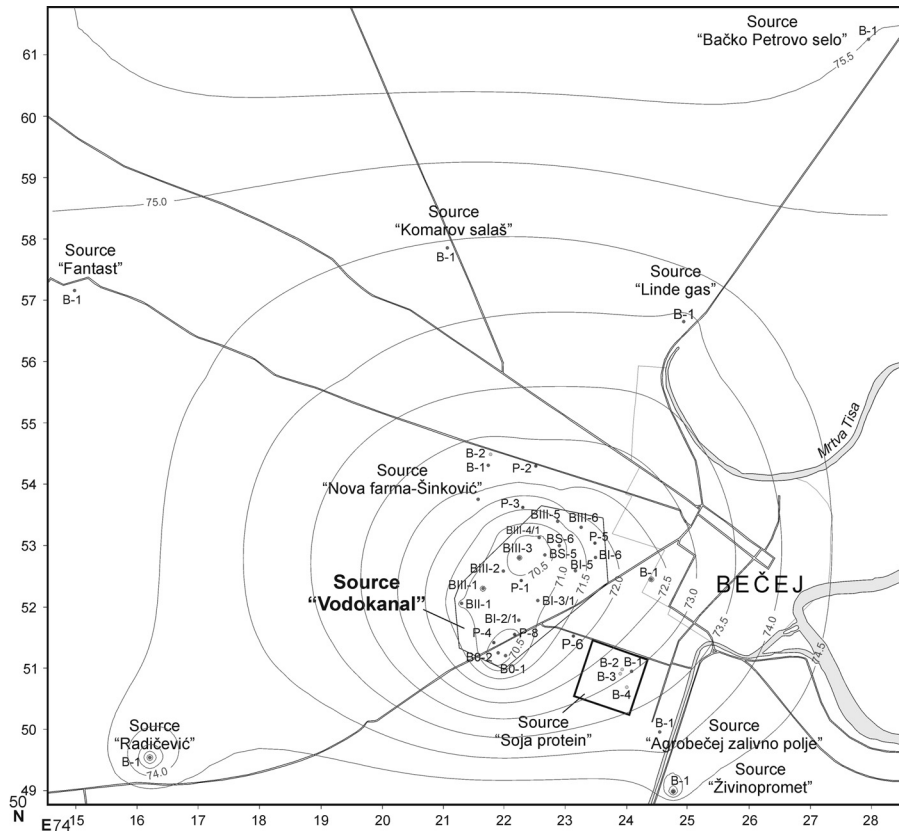 61
60
59
58
57
56
55
54
53
52
51
50
49
50
N
E74
15
16
17
18
19
20
21
22
23
24
25
26
27
28
Source
“Bačko Petrovo selo”
B-1
75.5
75.0
Source
“Komarov salaš”
B-1
Source
“Fantast”
B-1
Source
“Linde gas”
B-1
Mrtva Tisa
B-2
B-1
P-2
Source
“Nova farma-Šinković”
P-3
BIII-5
BIII-6
BIII-4/1
BS-6
P-5
BIII-3
BS-5
BI-6
BIII-2
BI-5
70.5
71.0
71.5
72.0
72.5
73.0
73.5
74.0
74.5
B-1
BEČEJ
Source
“Vodokanal”
BIII-1
P-1
BII-1
BI-3/1
BI-2/1
P-4
P-8
70.5
B0-2
B0-1
P-6
B-2
B-1
B-3
B-4
Source
“Soja protein”
B-1
Source
“Agrobečej zalivno polje”
Source
“Radičević”
B-1
74.0
Source
“Živinopromet”
B-1